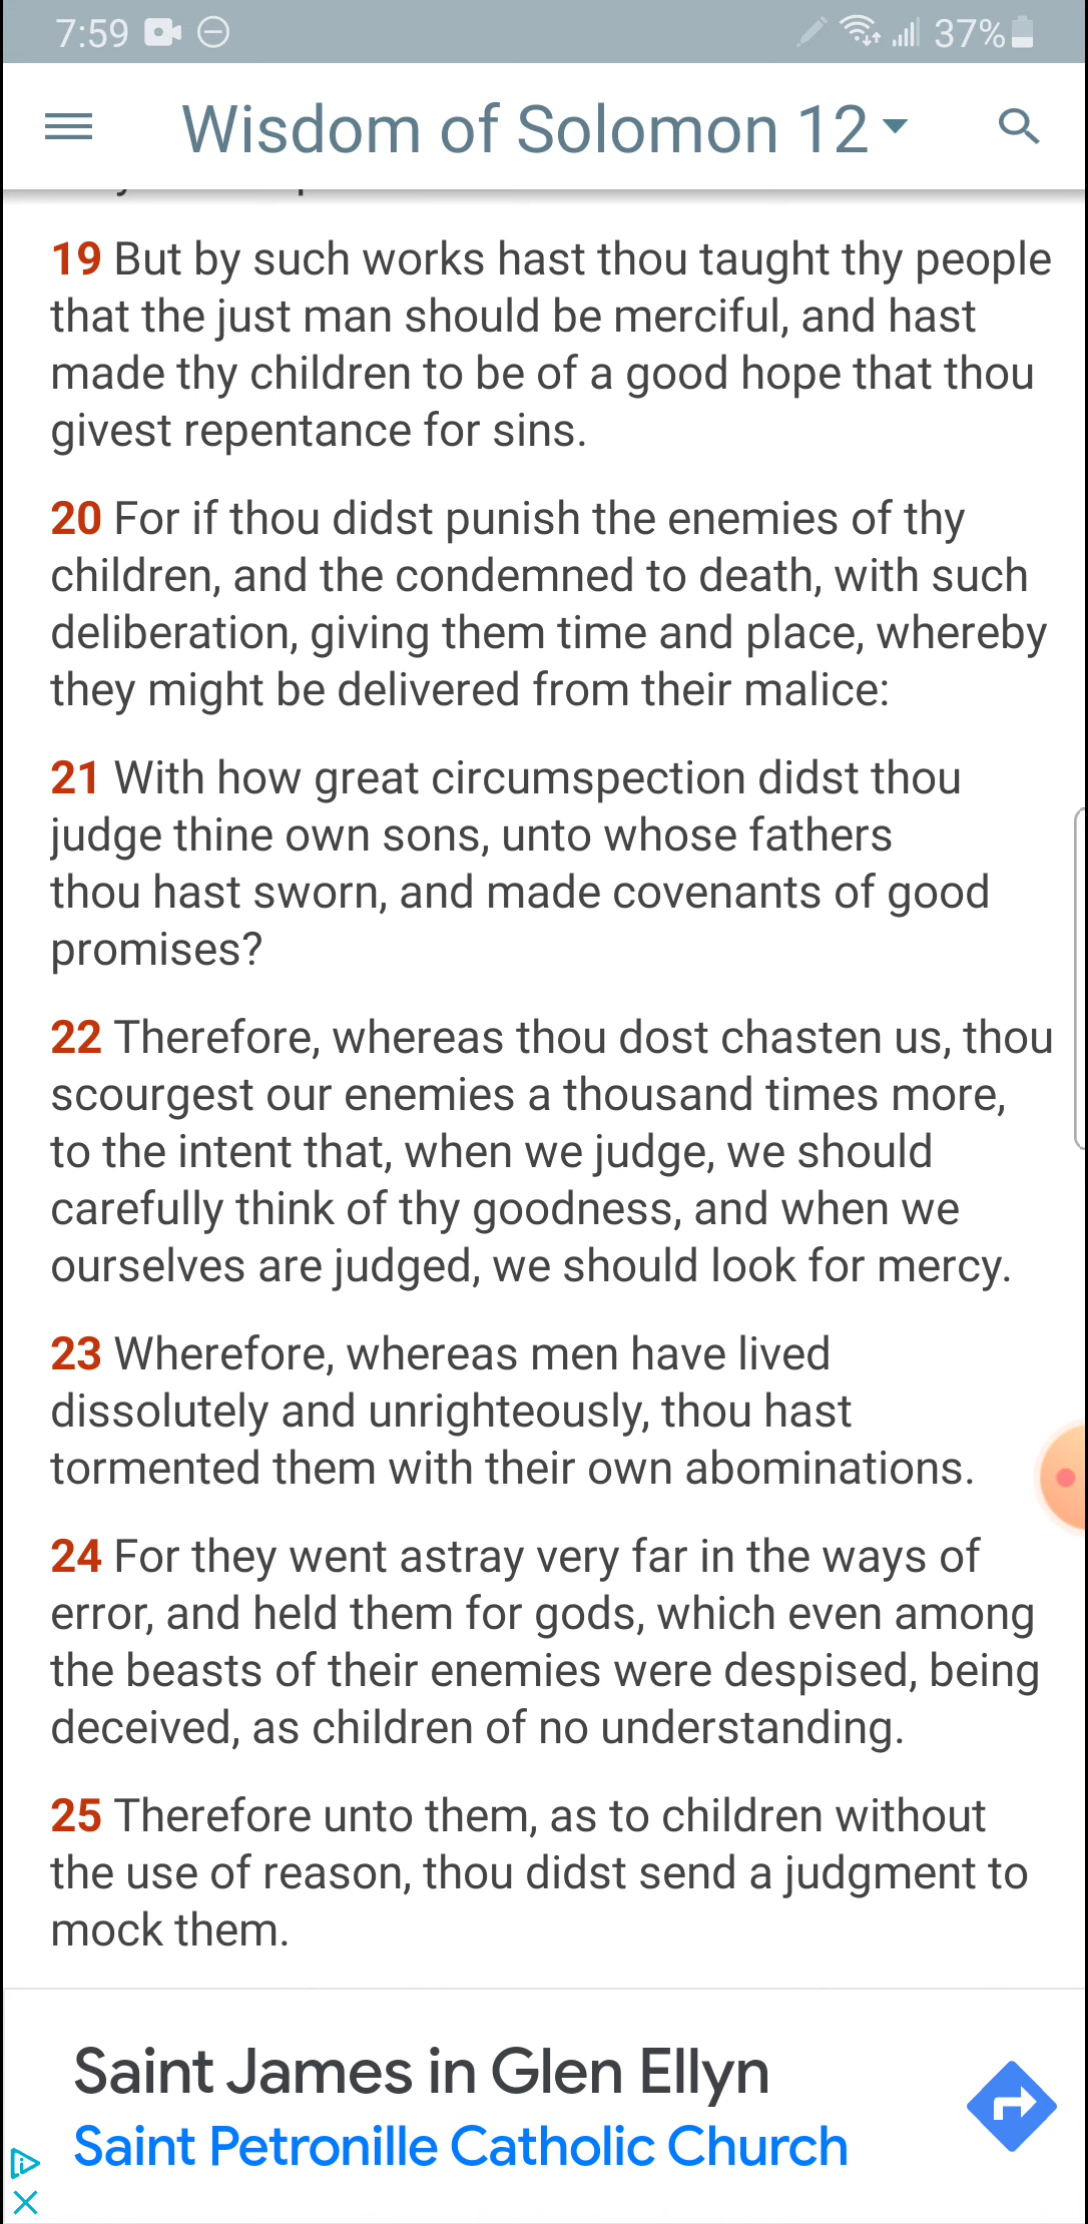 7:59 37%
Wisdom of Solomon 12
19 But by such works hast thou taught thy people
that the just man should be merciful, and hast
made thy children to be of a good hope that thou
givest repentance for sins.
20 For if thou didst punish the enemies of thy
children, and the condemned to death, with such
deliberation, giving them time and place, whereby
they might be delivered from their malice:
21 With how great circumspection didst thou
judge thine own sons, unto whose fathers
thou hast sworn, and made covenants of good
promises?
22 Therefore, whereas thou dost chasten us, thou
scourgest our enemies a thousand times more,
to the intent that, when we judge, we should
carefully think of thy goodness, and when we
ourselves are judged, we should look for mercy.
23 Wherefore, whereas men have lived
dissolutely and unrighteously, thou hast
tormented them with their own abominations.
24 For they went astray very far in the ways of
error, and held them for gods, which even among
the beasts of their enemies were despised, being
deceived, as children of no understanding.
25 Therefore unto them, as to children without
the use of reason, thou didst send a judgment to
mock them.
Saint James in Glen Ellyn
Saint Petronille Catholic Church